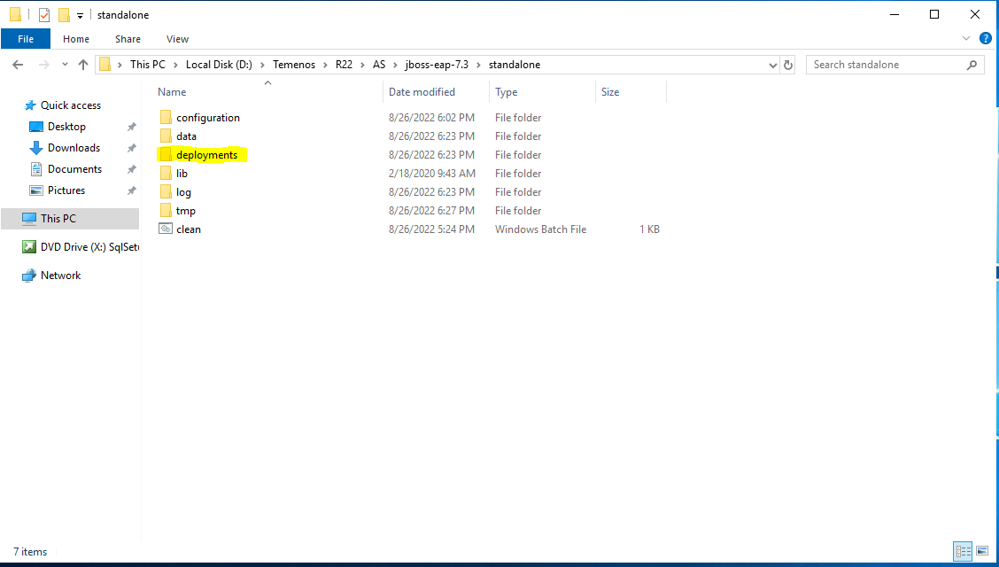 standalone
File Home Share View
This PC Local Disk (D:) Temenos R22 AS jboss-eap-7.3 standalone
Search standalone
Name Date modified Type Size
Quick access
Desktop
Downloads
Documents
Pictures
This PC
DVD Drive (X:) SqlSetu
Network
configuration 8/26/2022 6:02 PM File folder
data 8/26/2022 6:23 PM File folder
deployments 8/26/2022 6:23 PM File folder
lib 2/18/2020 9:43 AM File folder
log 8/26/2022 6:23 PM File folder
tmp 8/26/2022 6:27 PM File folder
clean 8/26/2022 5:24 PM Windows Batch File 1 KB
7 items